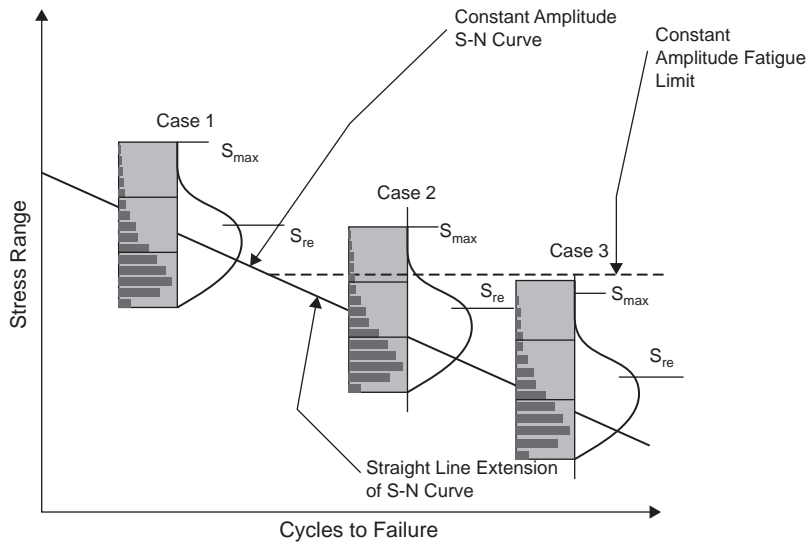 Constant Amplitude
S-N Curve
Constant
Amplitude Fatigue
Limit
Case 1
Smax
Sre
Case 2
Smax
Sre
Case 3
Smax
Sre
Stress Range
Straight Line Extension
of S-N Curve
Cycles to Failure